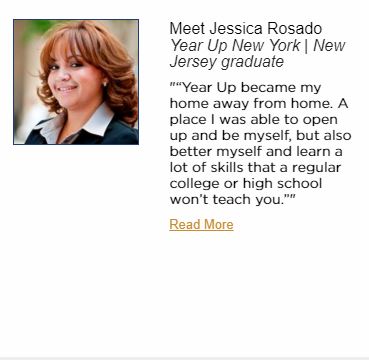 Meet Jessica Rosado
Year Up New York | New
Jersey graduate
"“Year Up became my
home away from home. A
place I was able to open
up and be myself, but also
better myself and learn a
lot of skills that a regular
college or high school
won’t teach you.”"
Read More